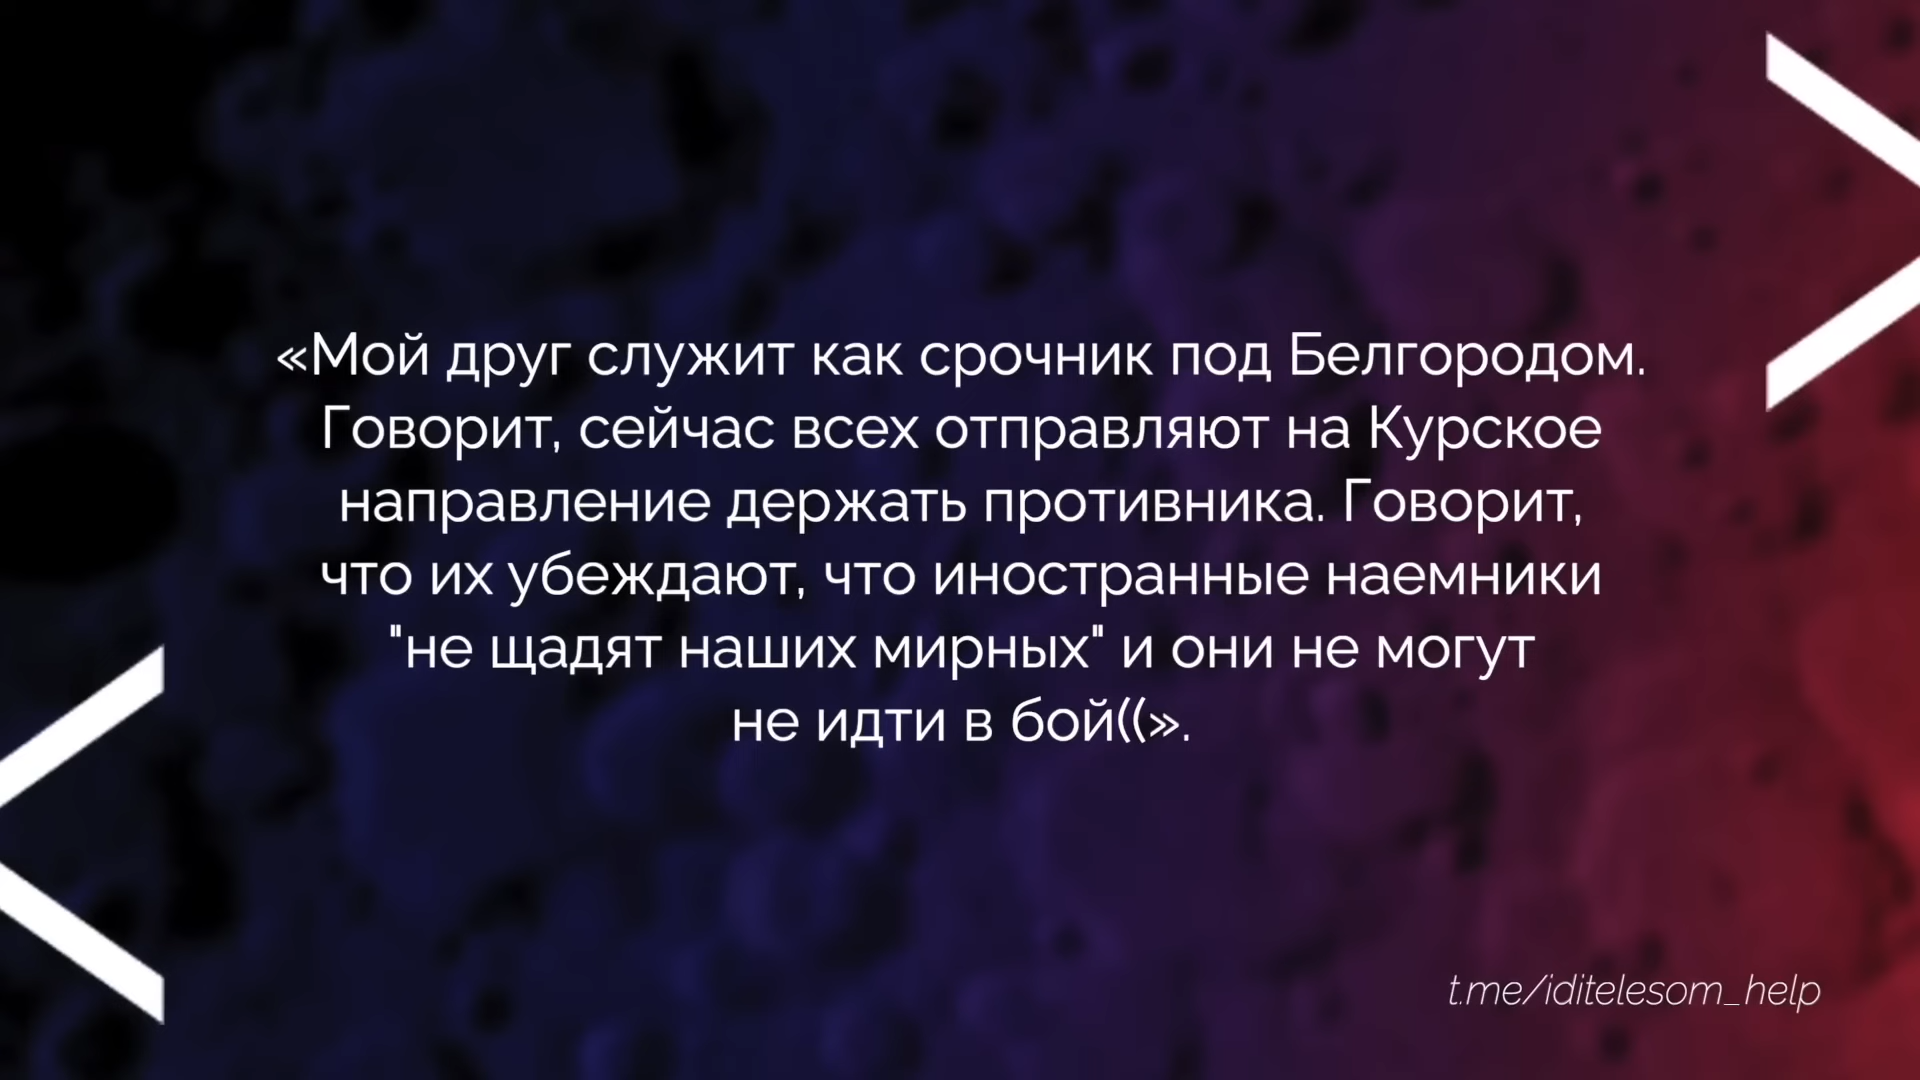 «Мой друг служит как срочник под Белгородом.
Говорит, сейчас всех отправляют на Курское
направление держать противника. Говорит,
что их убеждают, что иностранные наемники
"не щадят наших мирных" и они не могут
не идти в бой((».
t.me/iditelesom_help